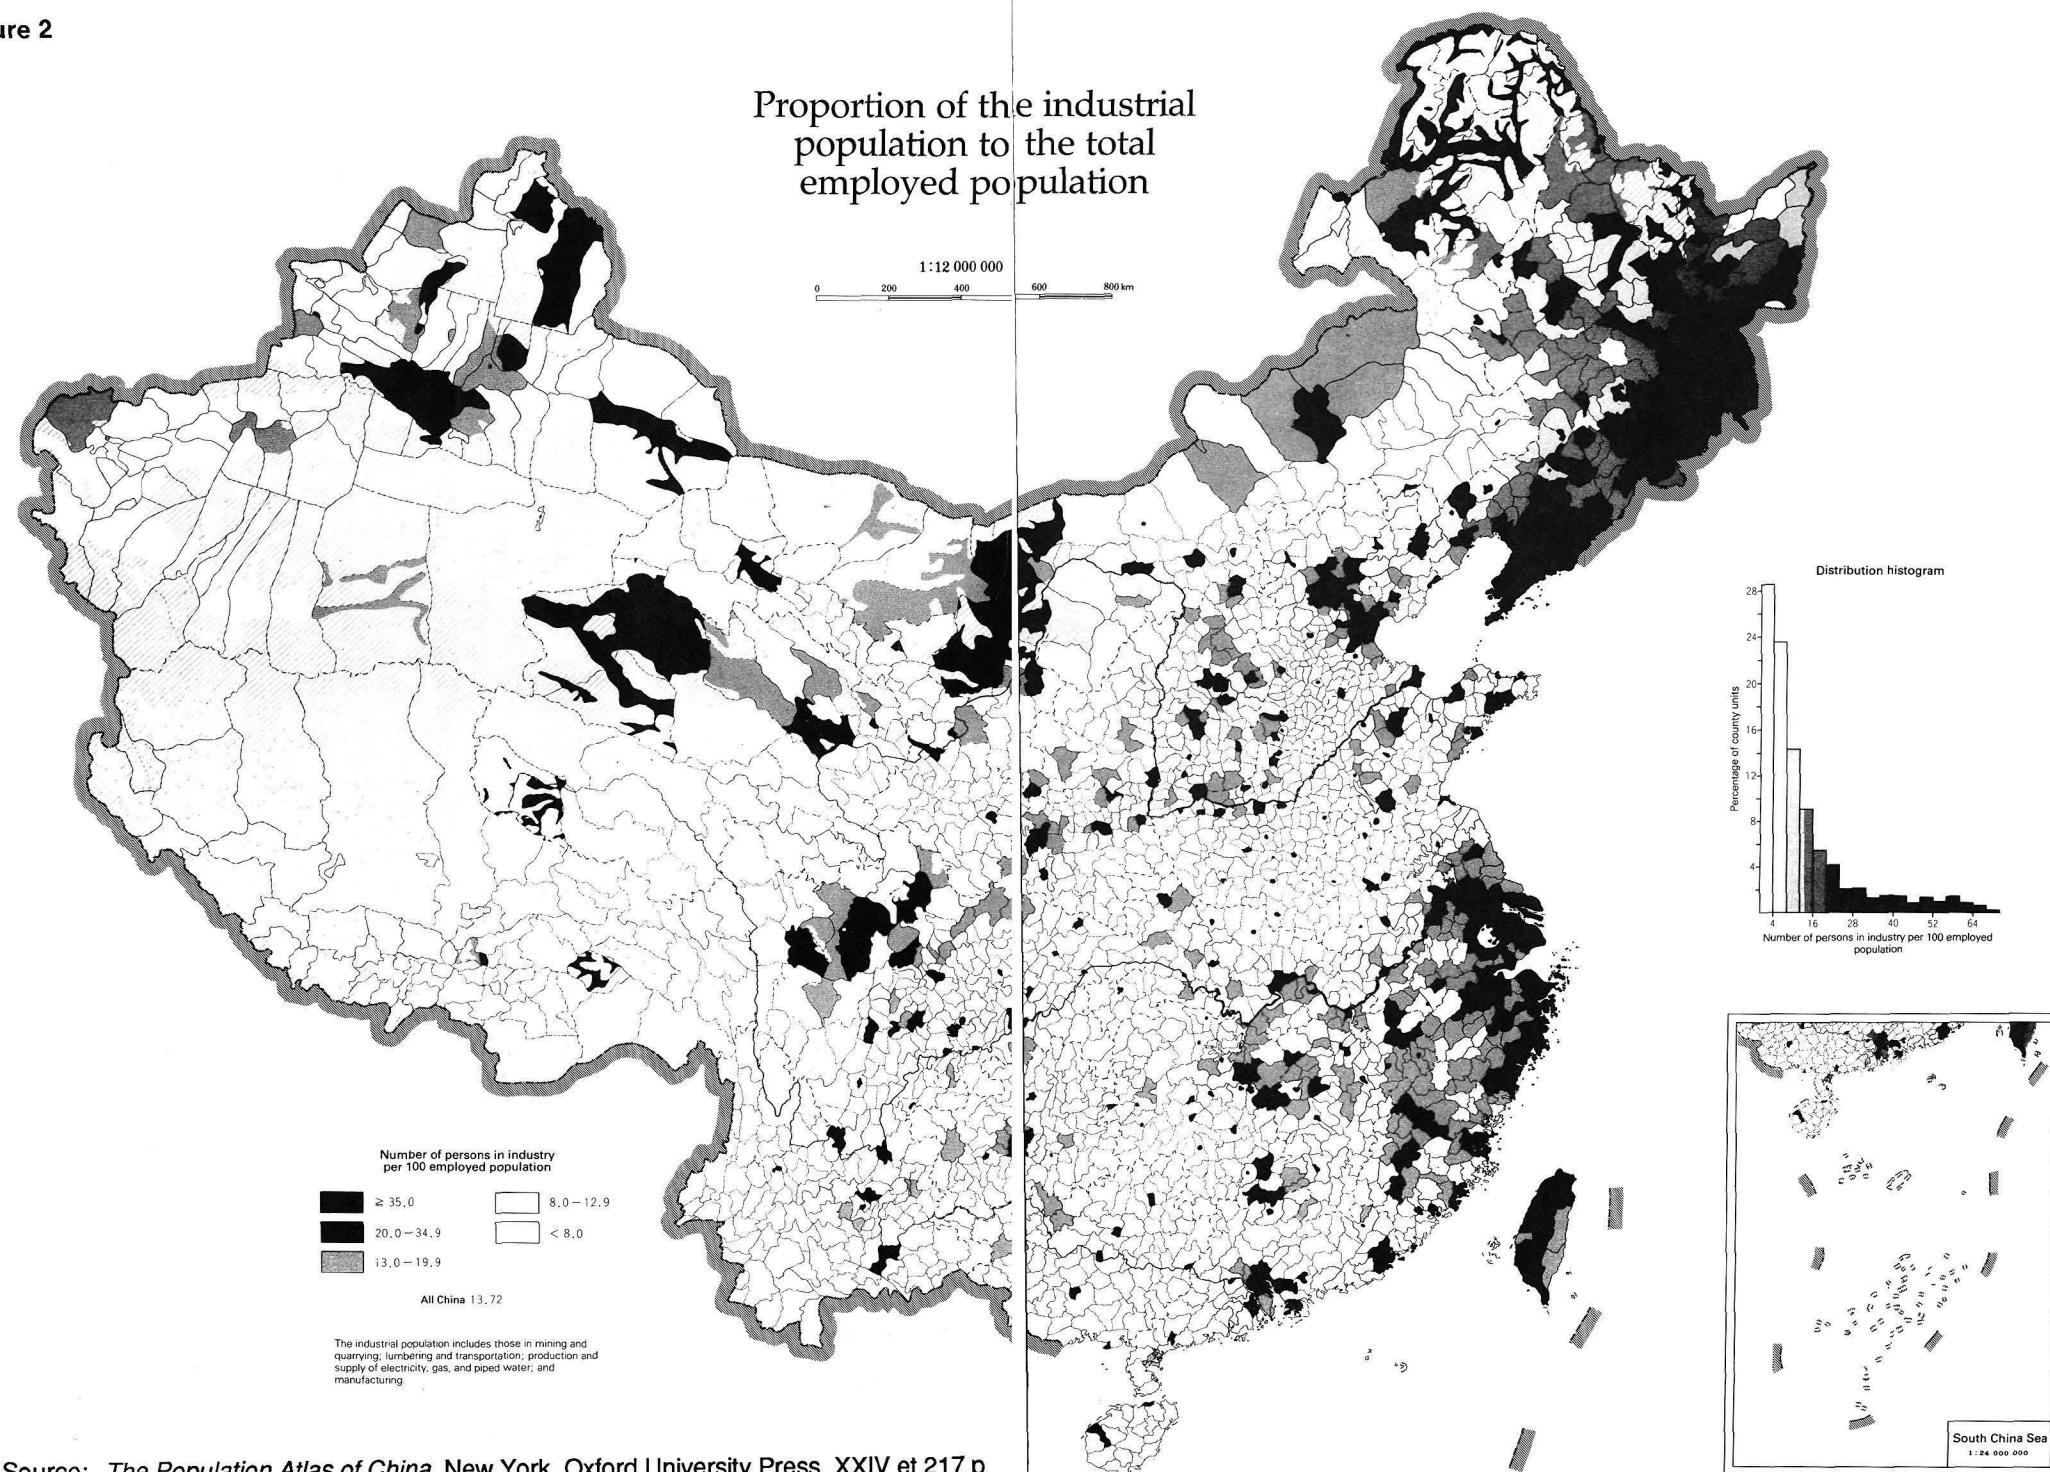 ure 2
Proportion of the industrial
population to the total
employed population
1:12 000 000
0 200 400 600 800 km
Distribution histogram
Percentage of county units
28
24
20
16
12
8
4
4 16 28 40 52 64
Number of persons in industry per 100 employed
population
Number of persons in industry
per 100 employed population
≥ 35.0
20.0–34.9
13.0–19.9
8.0–12.9
< 8.0
All China 13.72
The industrial population includes those in mining and
quarrying; lumbering and transportation; production and
supply of electricity, gas, and piped water; and
manufacturing.
South China Sea
1:24 000 000
Source: The Population Atlas of China, New York, Oxford University Press, XXIV et 217 p.